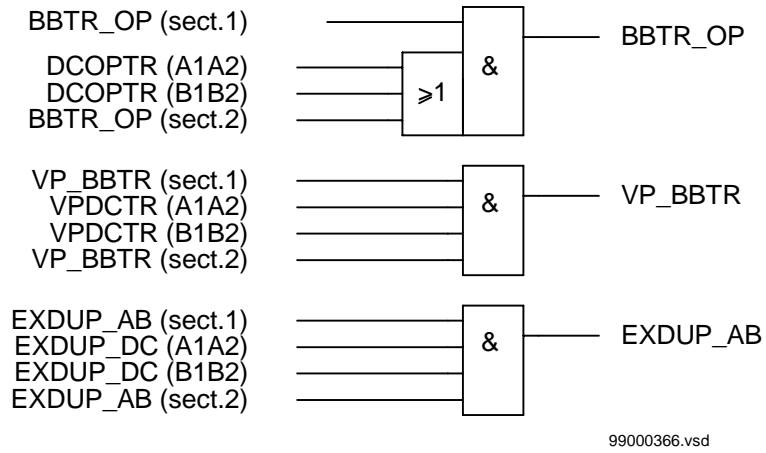 BBTR_OP (sect.1)
DCOPTR (A1A2)
DCOPTR (B1B2)
BBTR_OP (sect.2)
≥1
&
BBTR_OP
VP_BBTR (sect.1)
VPDCTR (A1A2)
VPDCTR (B1B2)
VP_BBTR (sect.2)
&
VP_BBTR
EXDUP_AB (sect.1)
EXDUP_DC (A1A2)
EXDUP_DC (B1B2)
EXDUP_AB (sect.2)
&
EXDUP_AB
99000366.vsd